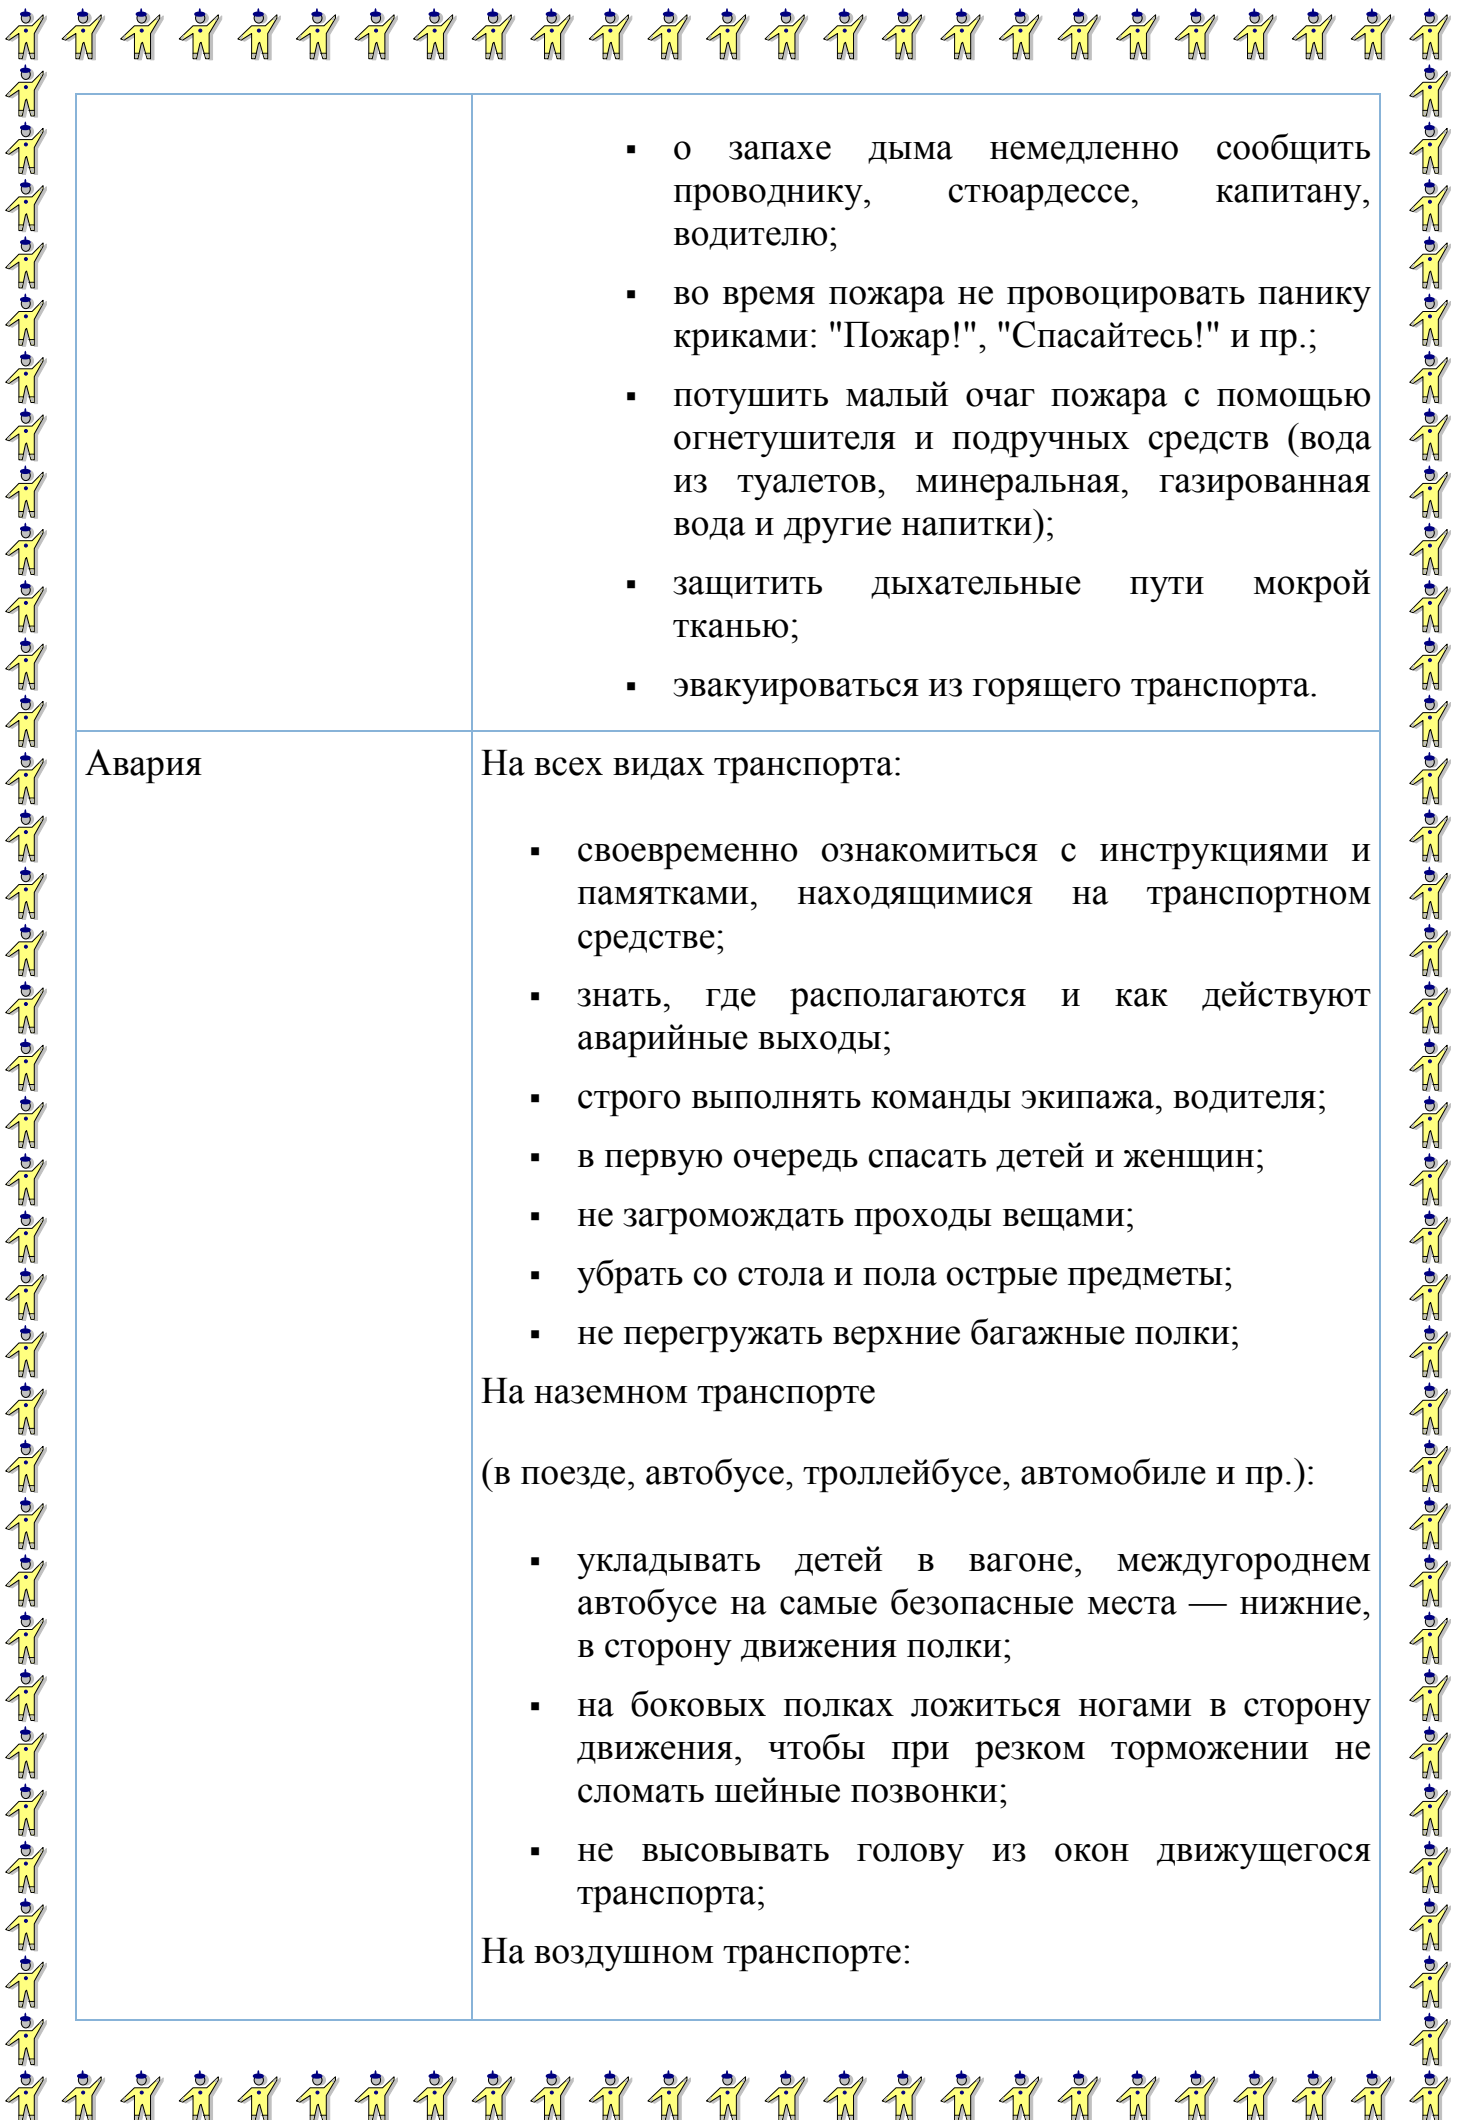 о запахе дыма немедленно сообщить
проводнику, стюардессе, капитану,
водителю;
во время пожара не провоцировать панику
криками: "Пожар!", "Спасайтесь!" и пр.;
потушить малый очаг пожара с помощью
огнетушителя и подручных средств (вода
из туалетов, минеральная, газированная
вода и другие напитки);
защитить дыхательные пути мокрой
тканью;
эвакуироваться из горящего транспорта.
Авария
На всех видах транспорта:
своевременно ознакомиться с инструкциями и
памятками, находящимися на транспортном
средстве;
знать, где располагаются и как действуют
аварийные выходы;
строго выполнять команды экипажа, водителя;
в первую очередь спасать детей и женщин;
не загромождать проходы вещами;
убрать со стола и пола острые предметы;
не перегружать верхние багажные полки;
На наземном транспорте
(в поезде, автобусе, троллейбусе, автомобиле и пр.):
укладывать детей в вагоне, междугороднем
автобусе на самые безопасные места — нижние,
в сторону движения полки;
на боковых полках ложиться ногами в сторону
движения, чтобы при резком торможении не
сломать шейные позвонки;
не высовывать голову из окон движущегося
транспорта;
На воздушном транспорте: